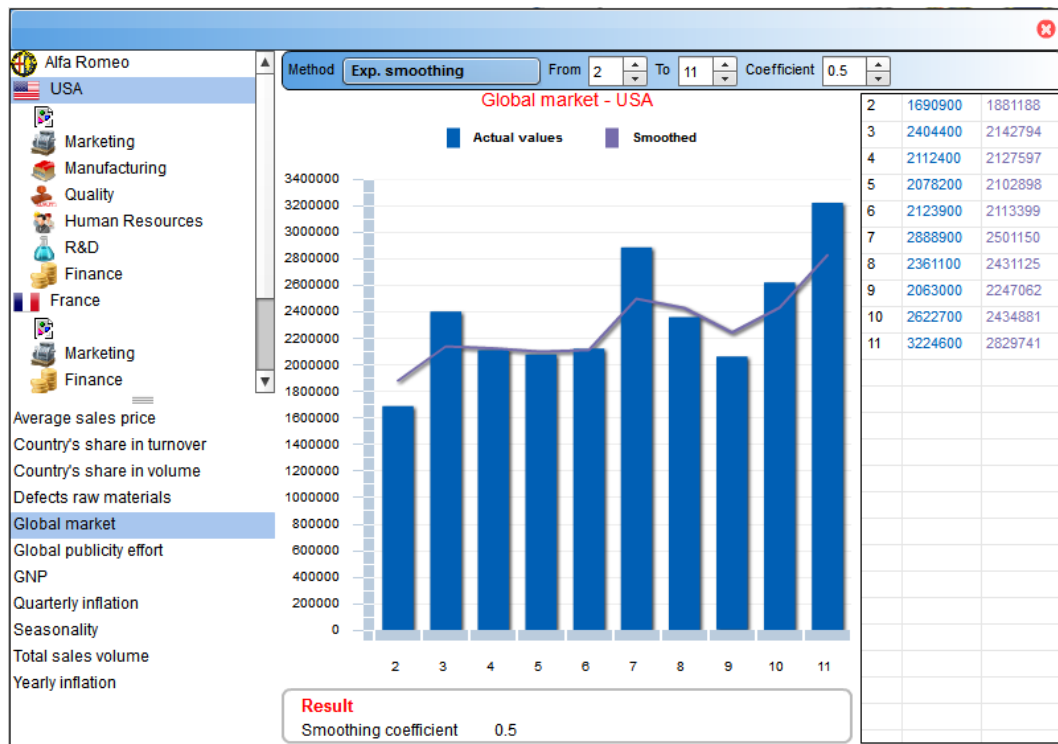 Alfa Romeo
USA
Marketing
Manufacturing
Quality
Human Resources
R&D
Finance
France
Marketing
Finance
Average sales price
Country's share in turnover
Country's share in volume
Defects raw materials
Global market
Global publicity effort
GNP
Quarterly inflation
Seasonality
Total sales volume
Yearly inflation
Method Exp. smoothing From 2 To 11 Coefficient 0.5
Global market - USA
Actual values Smoothed
3400000
3200000
3000000
2800000
2600000
2400000
2200000
2000000
1800000
1600000
1400000
1200000
1000000
800000
600000
400000
200000
0
2 3 4 5 6 7 8 9 10 11
Result
Smoothing coefficient 0.5
2 1690900 1881188
3 2404400 2142794
4 2112400 2127597
5 2078200 2102898
6 2123900 2113399
7 2888900 2501150
8 2361100 2431125
9 2063000 2247062
10 2622700 2434881
11 3224600 2829741